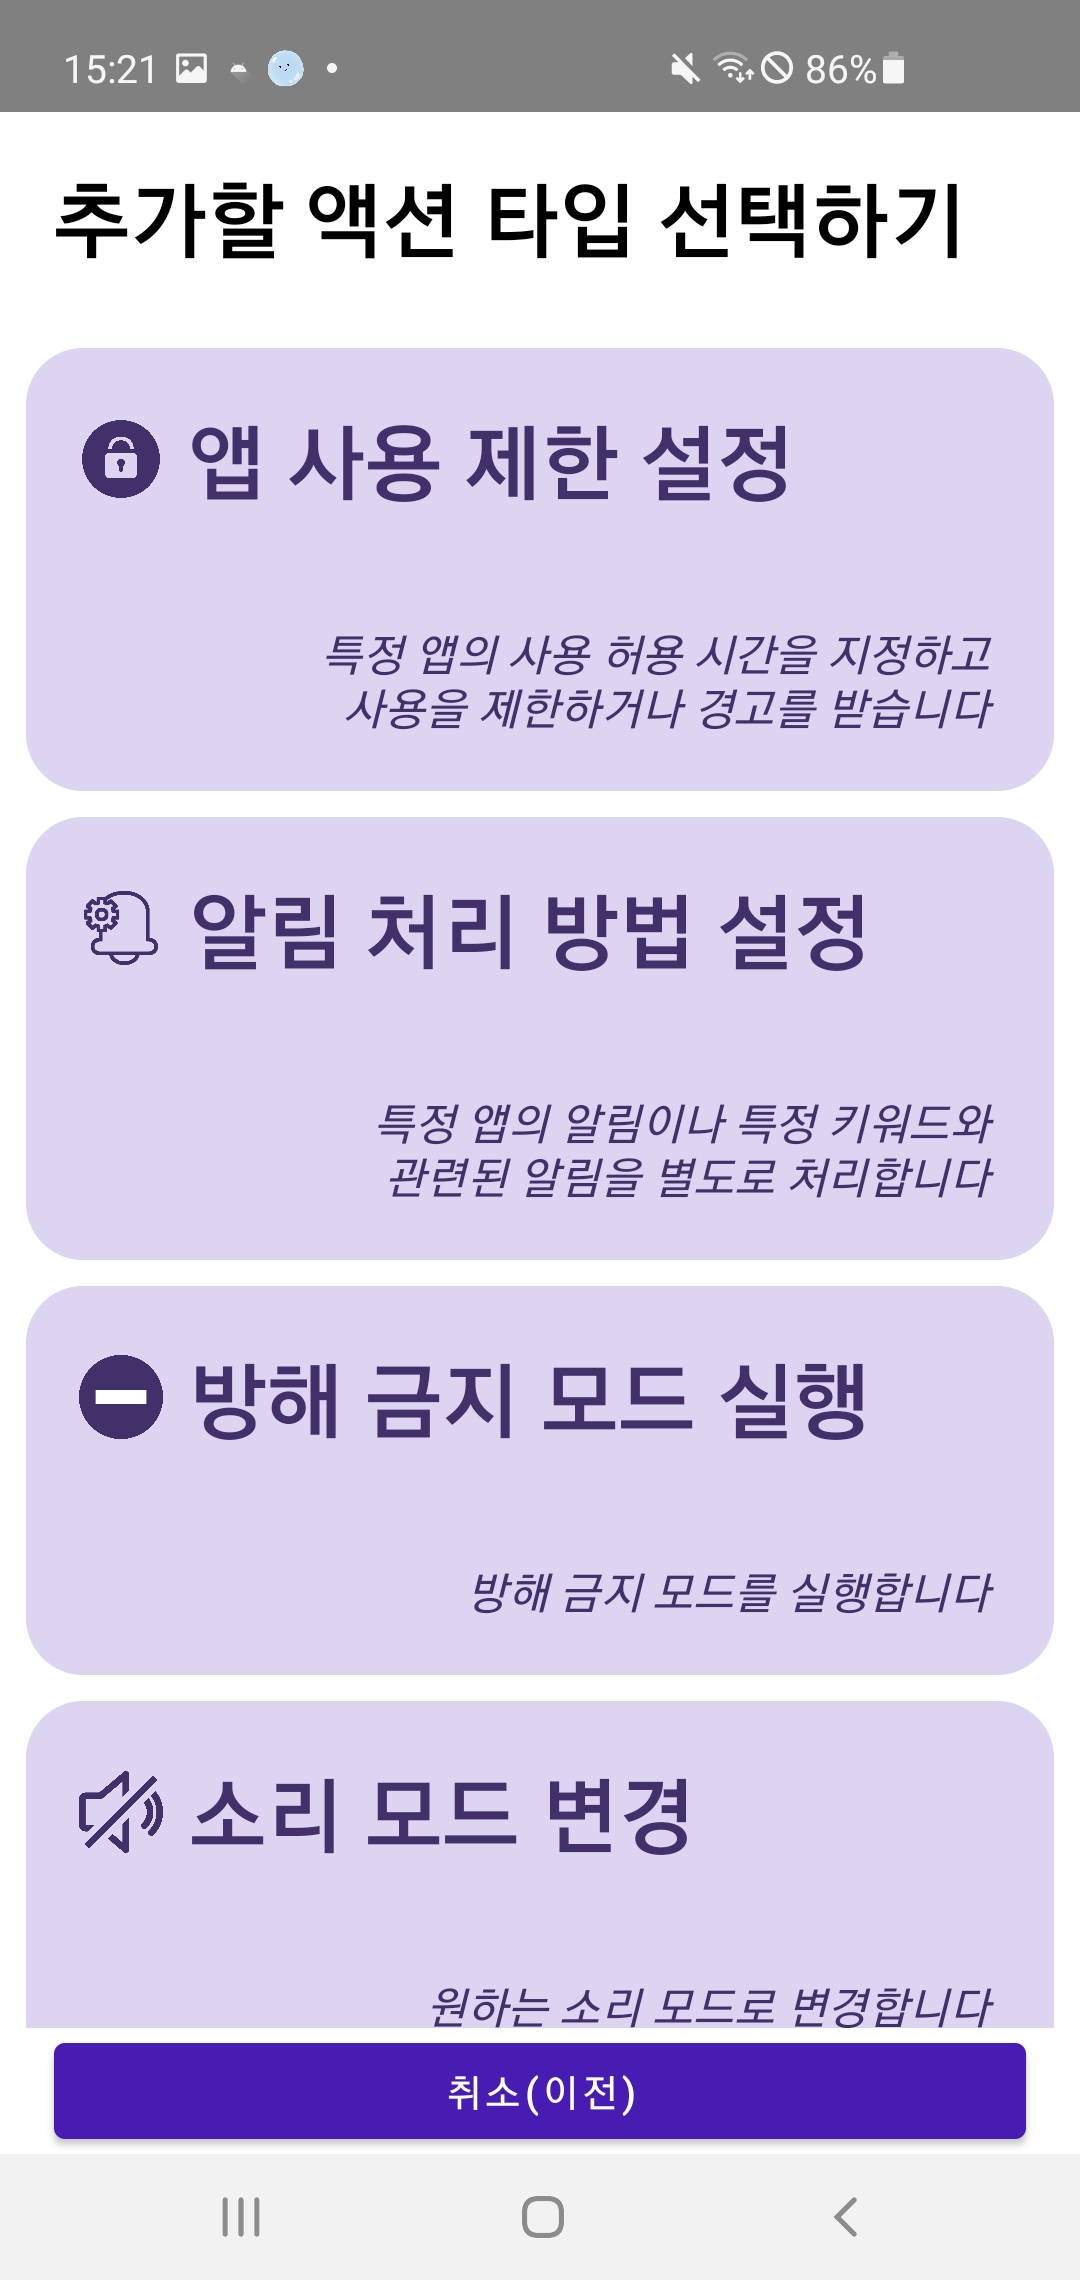 15:21
86%
추가할 액션 타입 선택하기
앱 사용 제한 설정
특정 앱의 사용 허용 시간을 지정하고
사용을 제한하거나 경고를 받습니다
알림 처리 방법 설정
특정 앱의 알림이나 특정 키워드와
관련된 알림을 별도로 처리합니다
방해 금지 모드 실행
방해 금지 모드를 실행합니다
소리 모드 변경
원하는 소리 모드로 변경합니다
취소(이전)